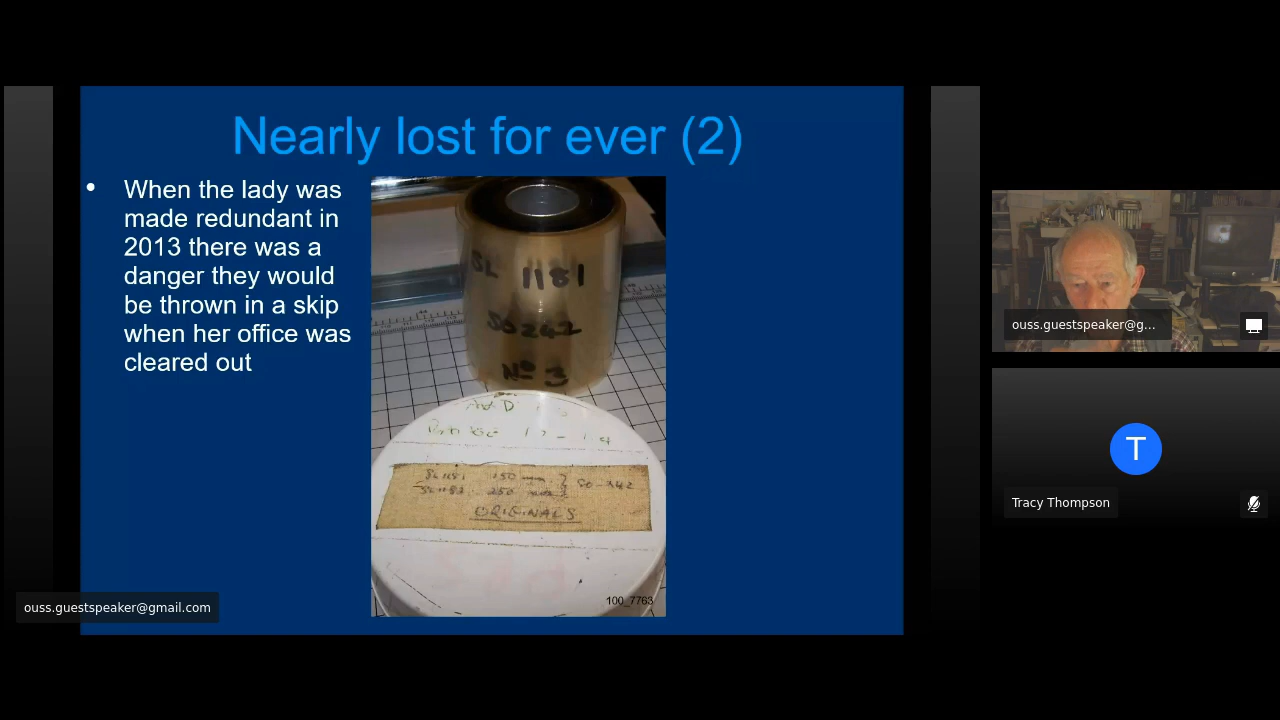 Nearly lost for ever (2)
• When the lady was
made redundant in
2013 there was a
danger they would
be thrown in a skip
when her office was
cleared out
SL 1181
SO242
Nº 3
ORIGINALS
100_7763
ouss.guestspeaker@gmail.com
ouss.guestspeaker@g...
T
Tracy Thompson